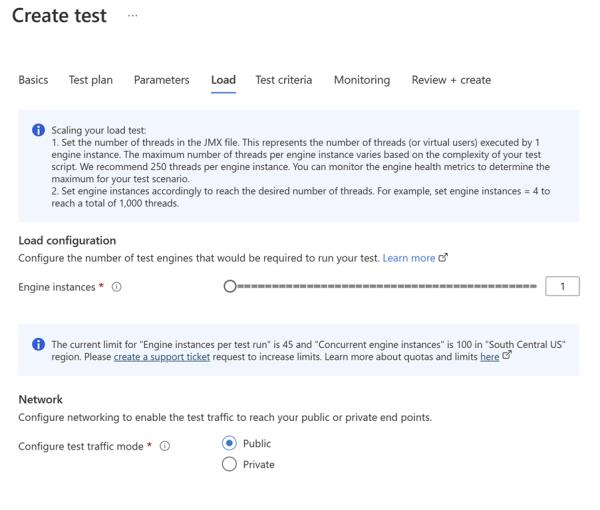 Create test ...
Basics Test plan Parameters Load Test criteria Monitoring Review + create
Scaling your load test:
1. Set the number of threads in the JMX file. This represents the number of threads (or virtual users) executed by 1
engine instance. The maximum number of threads per engine instance varies based on the complexity of your test
script. We recommend 250 threads per engine instance. You can monitor the engine health metrics to determine the
maximum for your test scenario.
2. Set engine instances accordingly to reach the desired number of threads. For example, set engine instances = 4 to
reach a total of 1,000 threads.
Load configuration
Configure the number of test engines that would be required to run your test. Learn more
Engine instances * 1
The current limit for "Engine instances per test run" is 45 and "Concurrent engine instances" is 100 in "South Central US"
region. Please create a support ticket request to increase limits. Learn more about quotas and limits here
Network
Configure networking to enable the test traffic to reach your public or private end points.
Configure test traffic mode * Public
Private